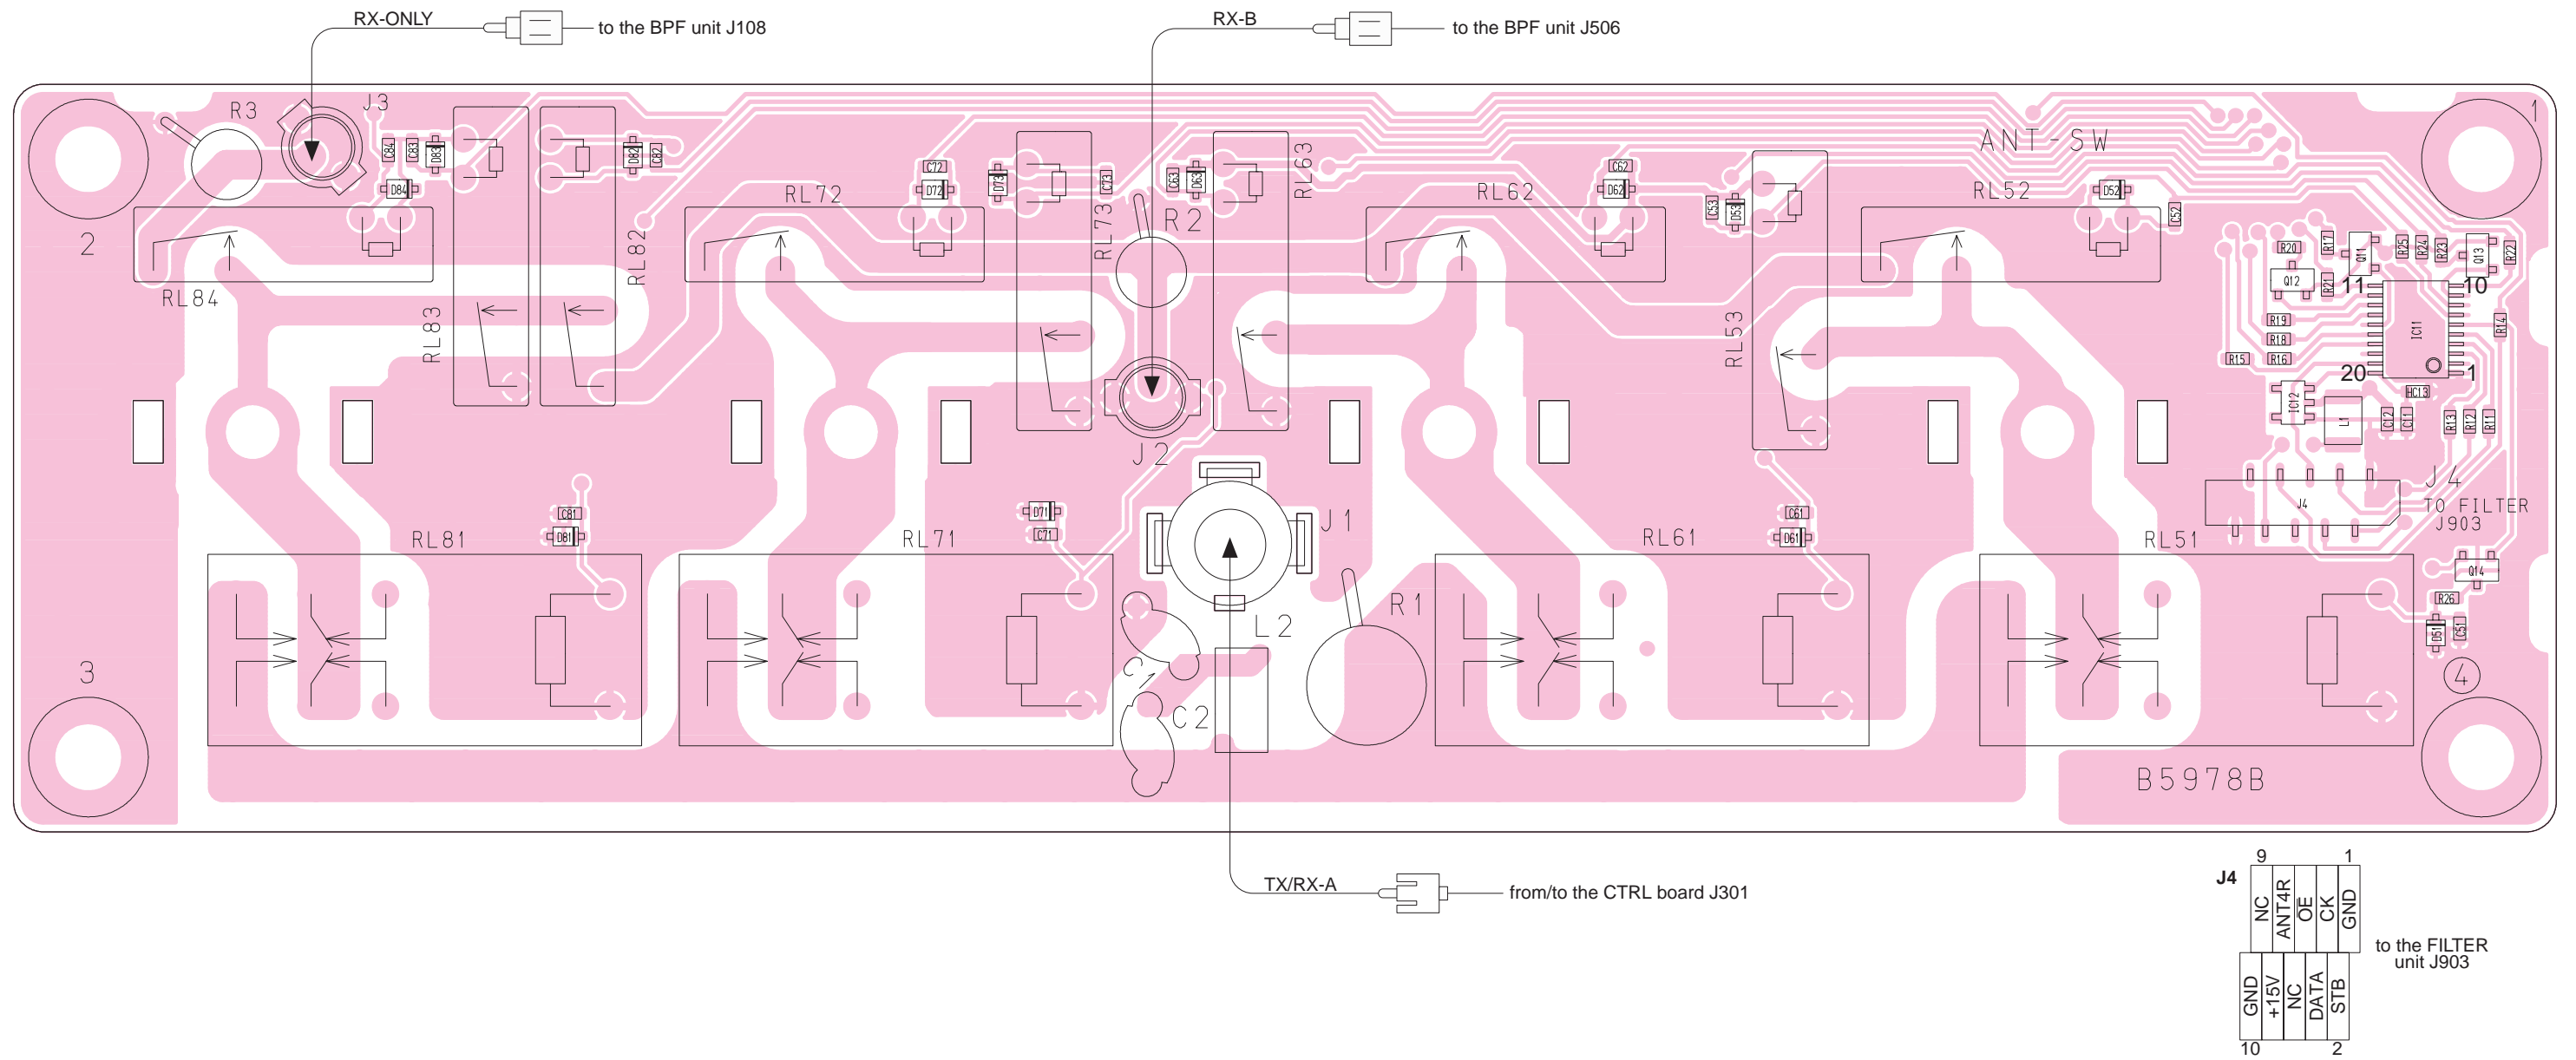 RX-ONLY
to the BPF unit J108
RX-B
to the BPF unit J506
R3
J3
1
ANT-SW
C84
C83
D83
D82
C82
D84
C72
D72
D73
C73
C63
D63
RL63
C62
D62
C53
D53
D52
C52
RL72
RL62
RL52
2
RL82
RL73
R2
RL84
RL83
RL53
R20
R17
Q11
R25
R24
R23
Q13
R22
Q12
R21
11
10
R19
R18
IC11
R14
R15
R16
20
1
HC13
IC12
L1
C12
C11
R13
R12
R11
J2
J4
J4
TO FILTER
J903
C81
D81
D71
C71
J1
C61
D61
RL81
RL71
RL61
RL51
Q14
R26
D51
C51
L2
R1
C1
C2
3
4
B5978B
TX/RX-A
from/to the CTRL board J301
9 1
J4
NC
ANT4R
OE
CK
GND
to the FILTER
unit J903
GND
+15V
NC
DATA
STB
10 2